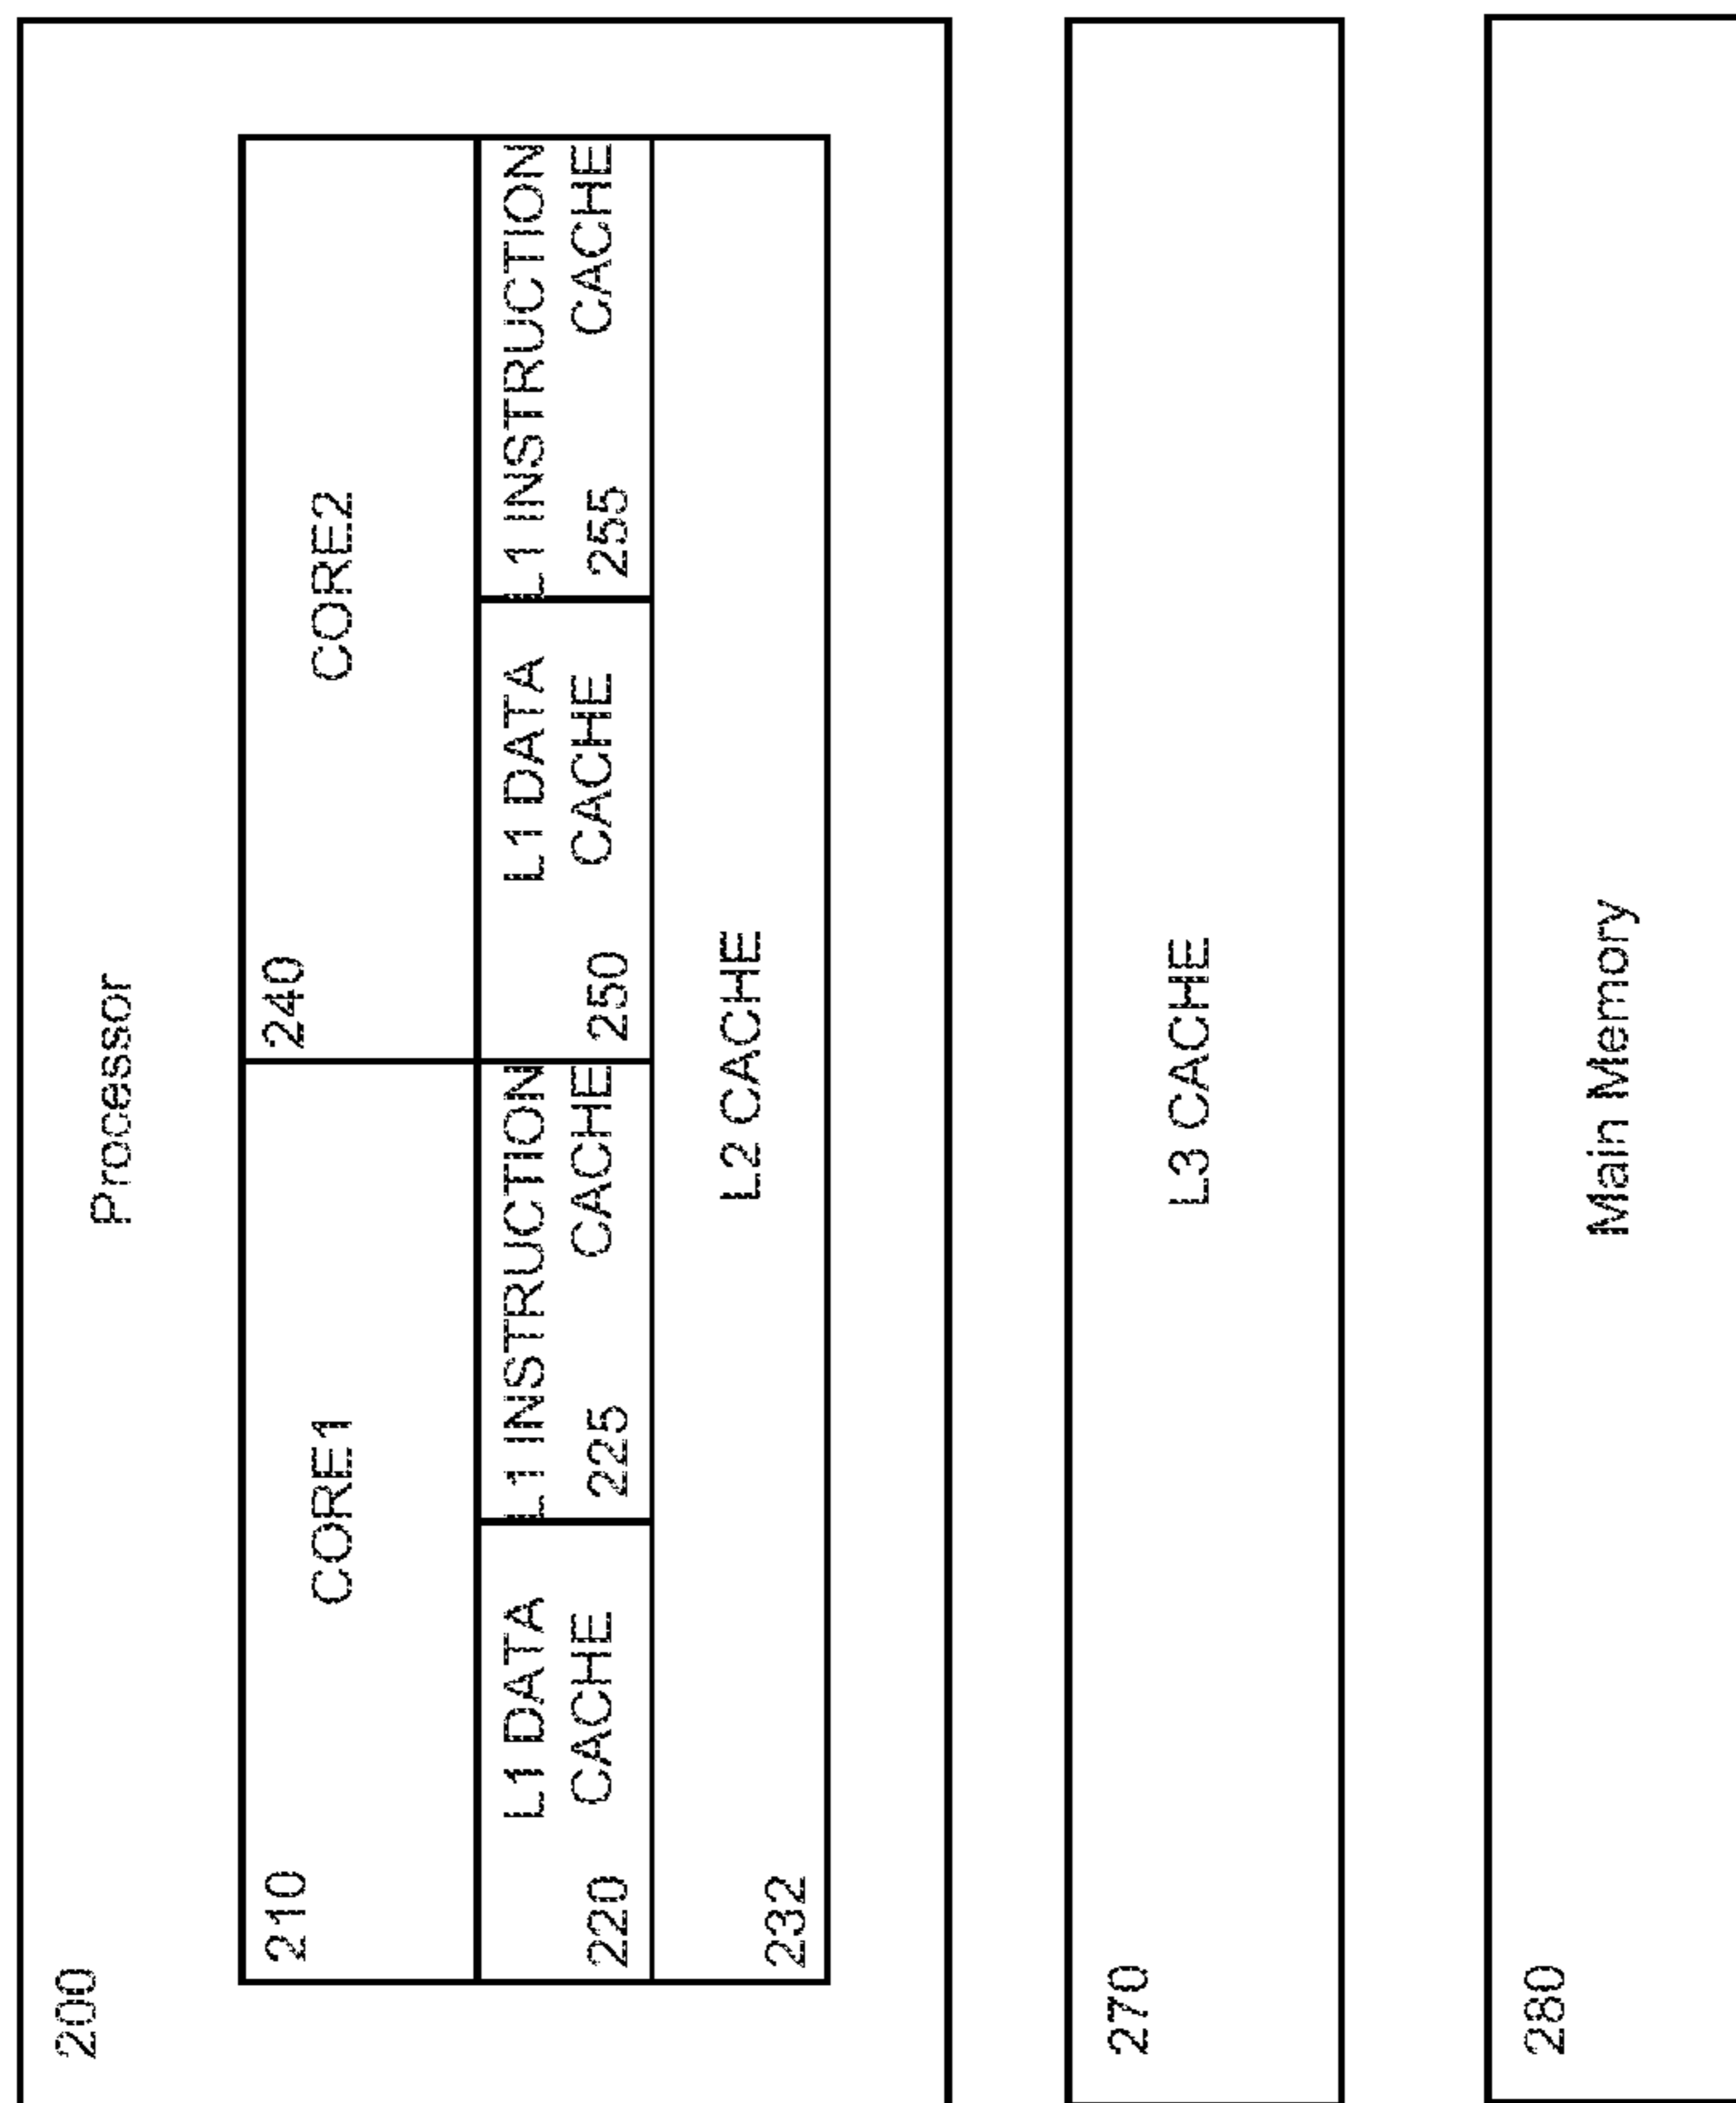 200
Processor
210
CORE1
240
CORE2
L1 DATA
CACHE
220
L1 INSTRUCTION
CACHE
225
L1 DATA
CACHE
250
L1 INSTRUCTION
CACHE
255
L2 CACHE
232
L3 CACHE
270
Main Memory
280